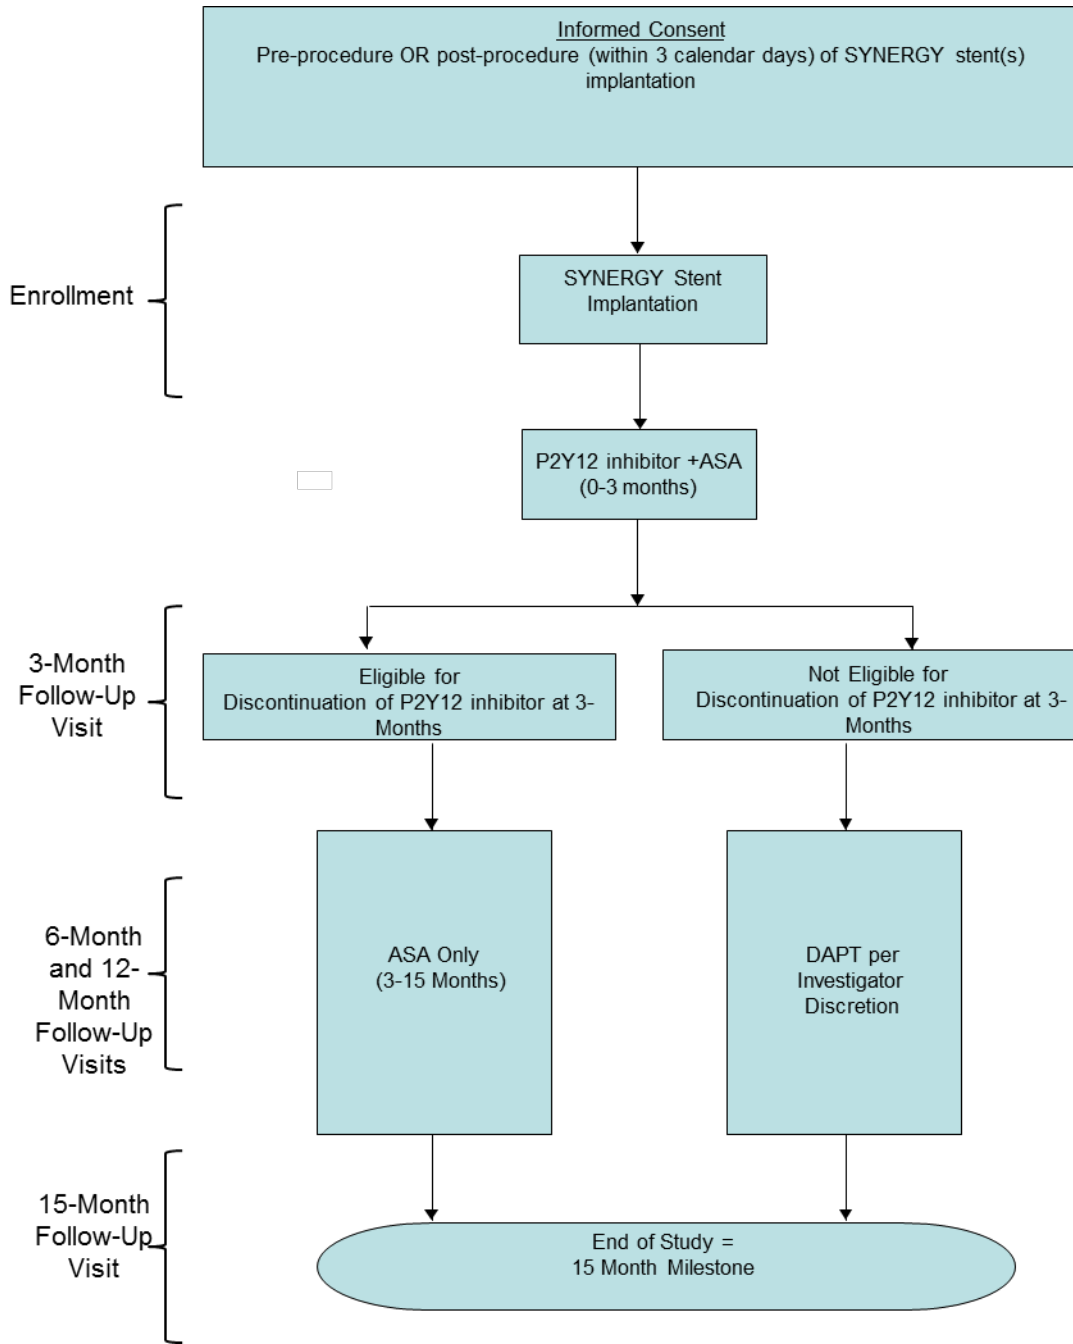 Informed Consent
Pre-procedure OR post-procedure (within 3 calendar days) of SYNERGY stent(s)
implantation
Enrollment
SYNERGY Stent
Implantation
P2Y12 inhibitor +ASA
(0-3 months)
3-Month
Follow-Up
Visit
Eligible for
Discontinuation of P2Y12 inhibitor at 3-
Months
Not Eligible for
Discontinuation of P2Y12 inhibitor at 3-
Months
6-Month
and 12-
Month
Follow-Up
Visits
ASA Only
(3-15 Months)
DAPT per
Investigator
Discretion
15-Month
Follow-Up
Visit
End of Study =
15 Month Milestone